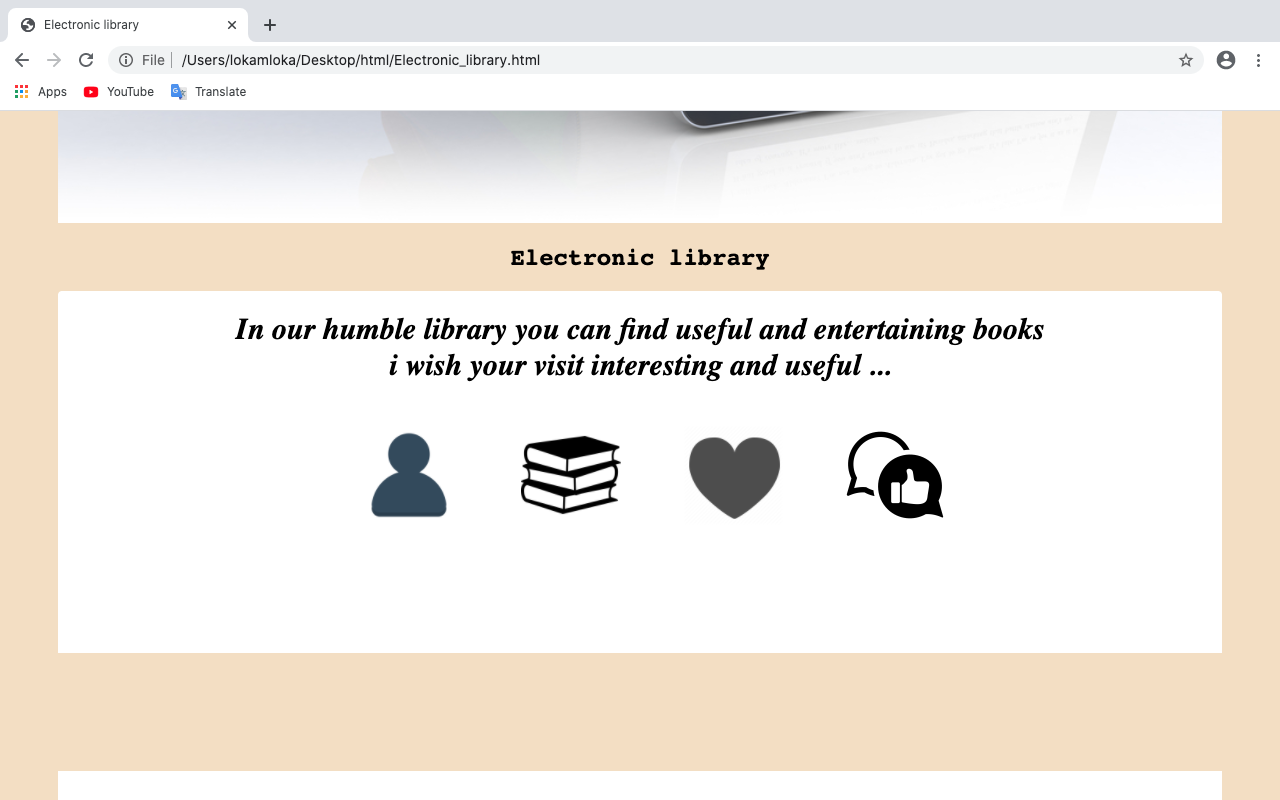 Electronic library
File
/Users/lokamloka/Desktop/html/Electronic_library.html
Apps
YouTube
Translate
Electronic library
In our humble library you can find useful and entertaining books
i wish your visit interesting and useful ...